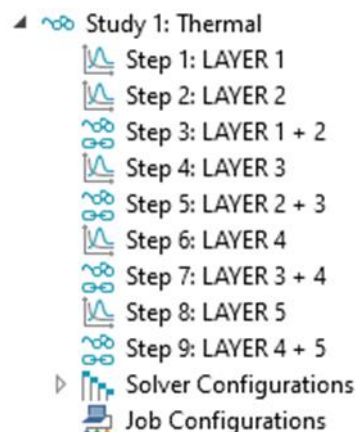 Study 1: Thermal
Step 1: LAYER 1
Step 2: LAYER 2
Step 3: LAYER 1 + 2
Step 4: LAYER 3
Step 5: LAYER 2 + 3
Step 6: LAYER 4
Step 7: LAYER 3 + 4
Step 8: LAYER 5
Step 9: LAYER 4 + 5
Solver Configurations
Job Configurations